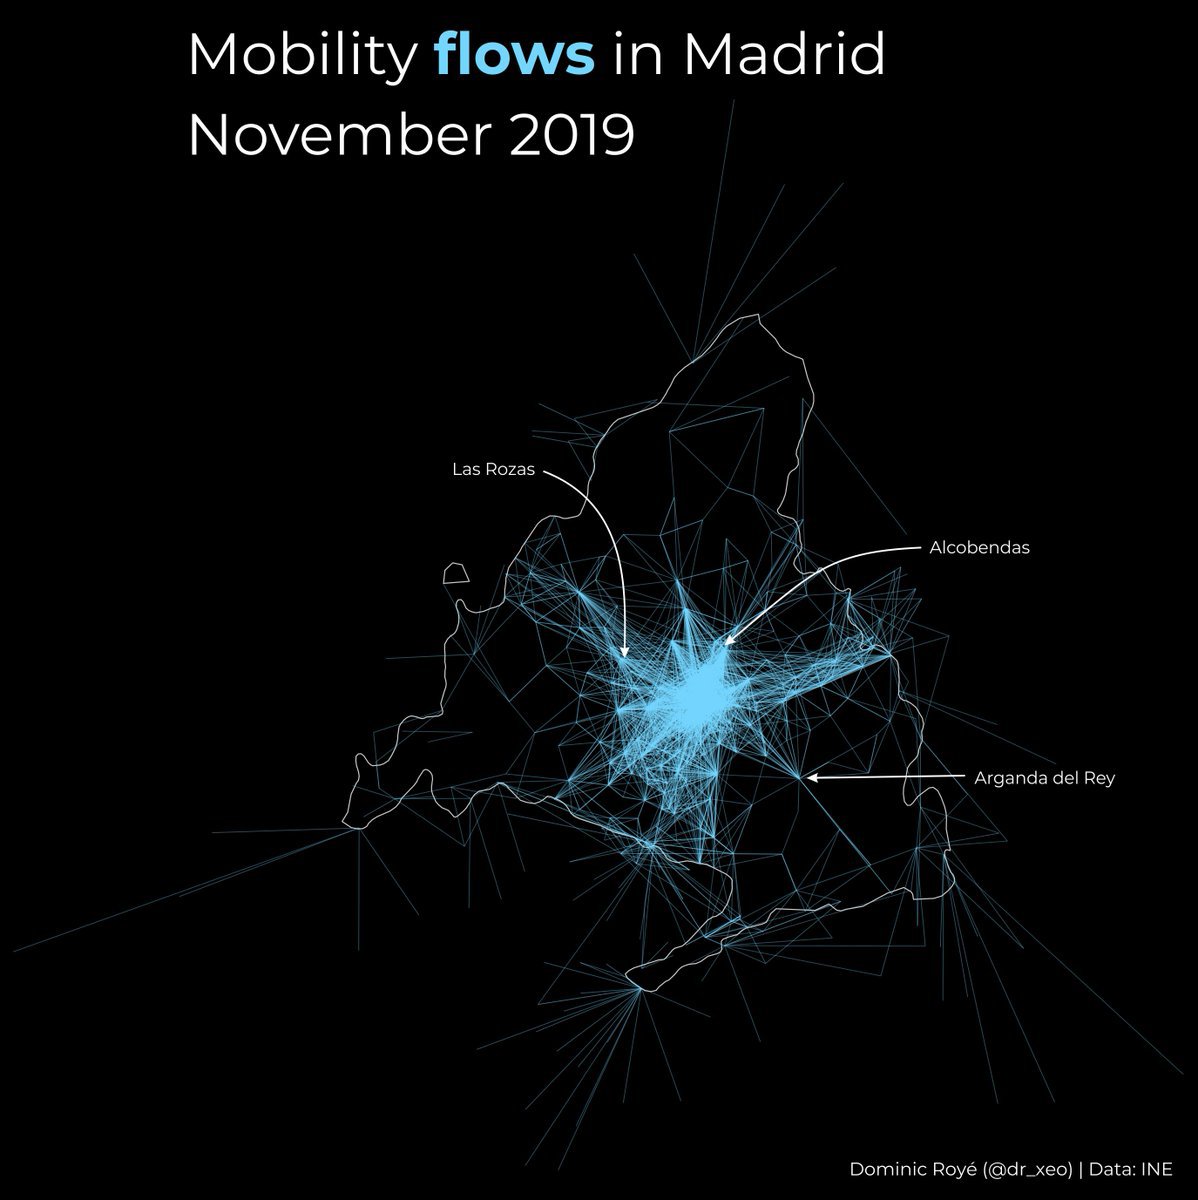 Mobility flows in Madrid
November 2019
Las Rozas
Alcobendas
Arganda del Rey
Dominic Royé (@dr_xeo) | Data: INE